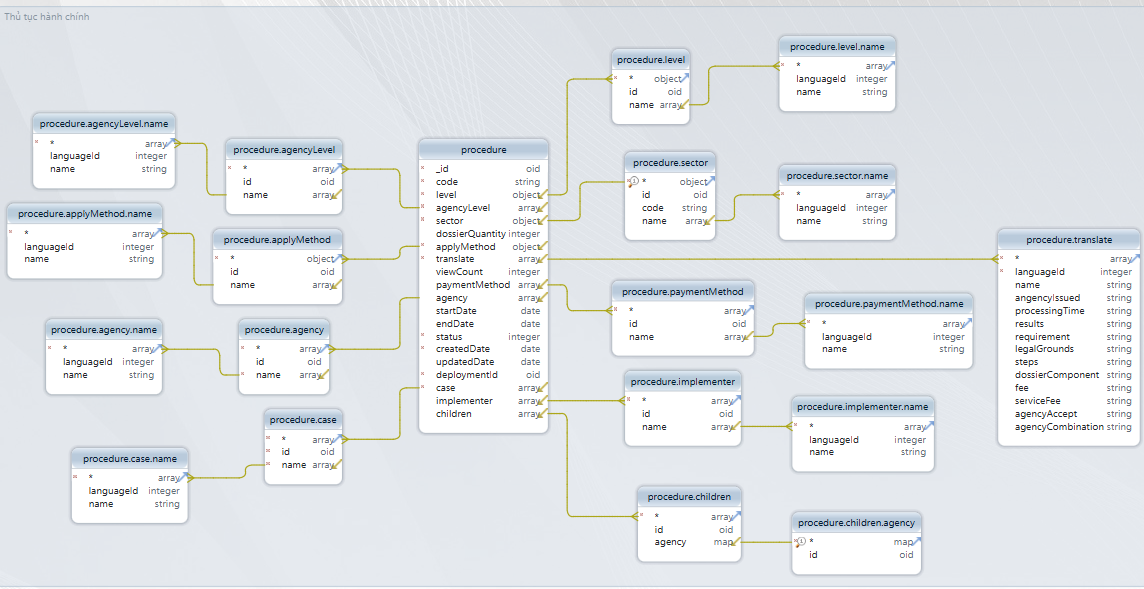 Thủ tục hành chính
procedure.agencyLevel.name
* array
languageId integer
name string
procedure.applyMethod.name
* array
languageId integer
name string
procedure.agency.name
* array
languageId integer
name string
procedure.case.name
* array
languageId integer
name string
procedure.agencyLevel
* array
id oid
name array
procedure.applyMethod
* object
id oid
name array
procedure.agency
* array
id oid
name array
procedure.case
* array
id oid
name array
procedure
_id oid
code string
level object
agencyLevel array
sector object
dossierQuantity integer
applyMethod object
translate array
viewCount integer
paymentMethod array
agency array
startDate date
endDate date
status integer
createdDate date
updatedDate date
deploymentId oid
case array
implementer array
children array
procedure.level
* object
id oid
name array
procedure.level.name
* array
languageId integer
name string
procedure.sector
* object
id oid
code string
name array
procedure.sector.name
* array
languageId integer
name string
procedure.paymentMethod
* array
id oid
name array
procedure.paymentMethod.name
* array
languageId integer
name string
procedure.implementer
* array
id oid
name array
procedure.implementer.name
* array
languageId integer
name string
procedure.children
* array
id oid
agency map
procedure.children.agency
* map
id oid
procedure.translate
* array
languageId integer
name string
angencyIssued string
processingTime string
results string
requirement string
legalGrounds string
steps string
dossierComponent string
fee string
serviceFee string
agencyAccept string
agencyCombination string